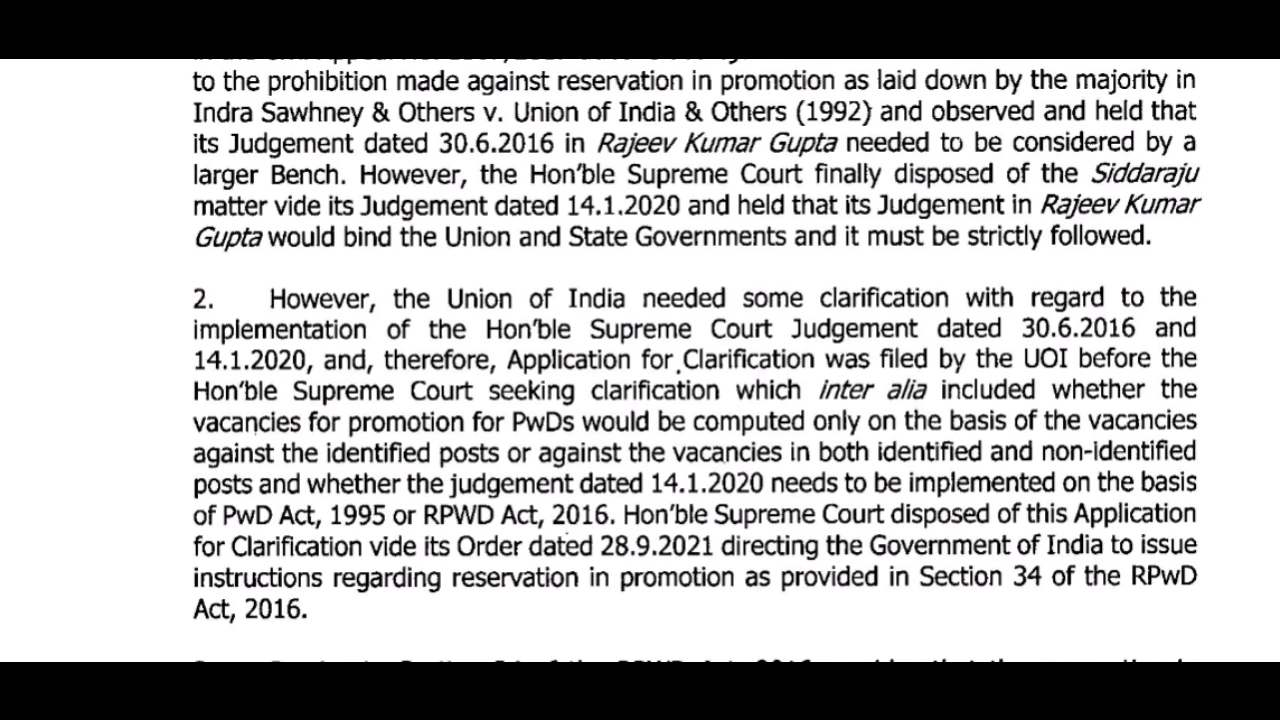 to the prohibition made against reservation in promotion as laid down by the majority in
Indra Sawhney & Others v. Union of India & Others (1992) and observed and held that
its Judgement dated 30.6.2016 in Rajeev Kumar Gupta needed to be considered by a
larger Bench. However, the Hon'ble Supreme Court finally disposed of the Siddaraju
matter vide its Judgement dated 14.1.2020 and held that its Judgement in Rajeev Kumar
Gupta would bind the Union and State Governments and it must be strictly followed.
2. However, the Union of India needed some clarification with regard to the
implementation of the Hon'ble Supreme Court Judgement dated 30.6.2016 and
14.1.2020, and, therefore, Application for Clarification was filed by the UOI before the
Hon'ble Supreme Court seeking clarification which inter alia included whether the
vacancies for promotion for PwDs would be computed only on the basis of the vacancies
against the identified posts or against the vacancies in both identified and non-identified
posts and whether the judgement dated 14.1.2020 needs to be implemented on the basis
of PwD Act, 1995 or RPWD Act, 2016. Hon'ble Supreme Court disposed of this Application
for Clarification vide its Order dated 28.9.2021 directing the Government of India to issue
instructions regarding reservation in promotion as provided in Section 34 of the RPwD
Act, 2016.